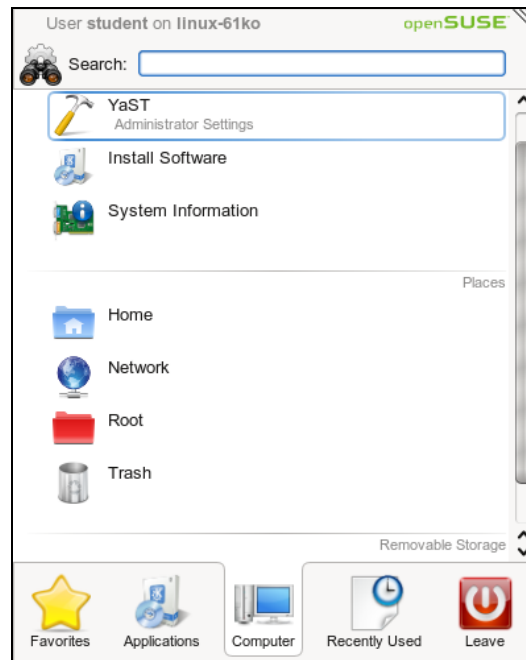 User student on linux-61ko
openSUSE
Search:
YaST
Administrator Settings
Install Software
System Information
Places
Home
Network
Root
Trash
Removable Storage
Favorites
Applications
Computer
Recently Used
Leave